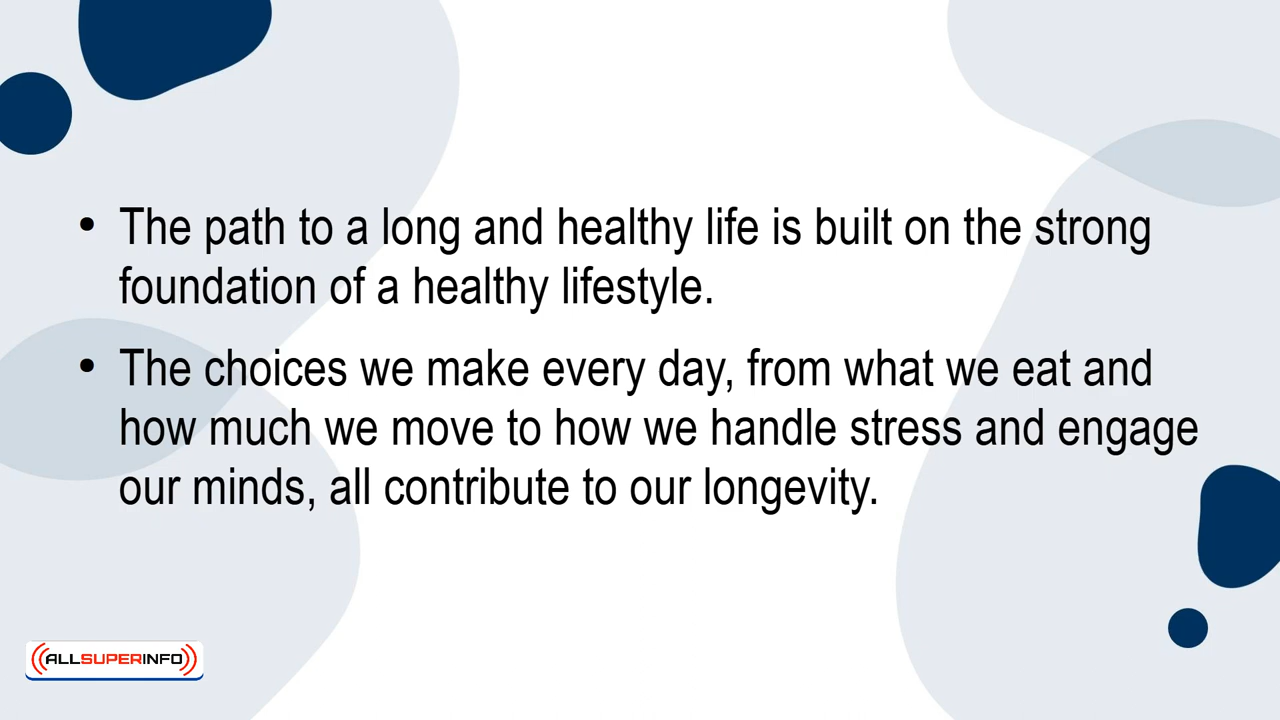 • The path to a long and healthy life is built on the strong
foundation of a healthy lifestyle.
• The choices we make every day, from what we eat and
how much we move to how we handle stress and engage
our minds, all contribute to our longevity.
ALLSUPERINFO